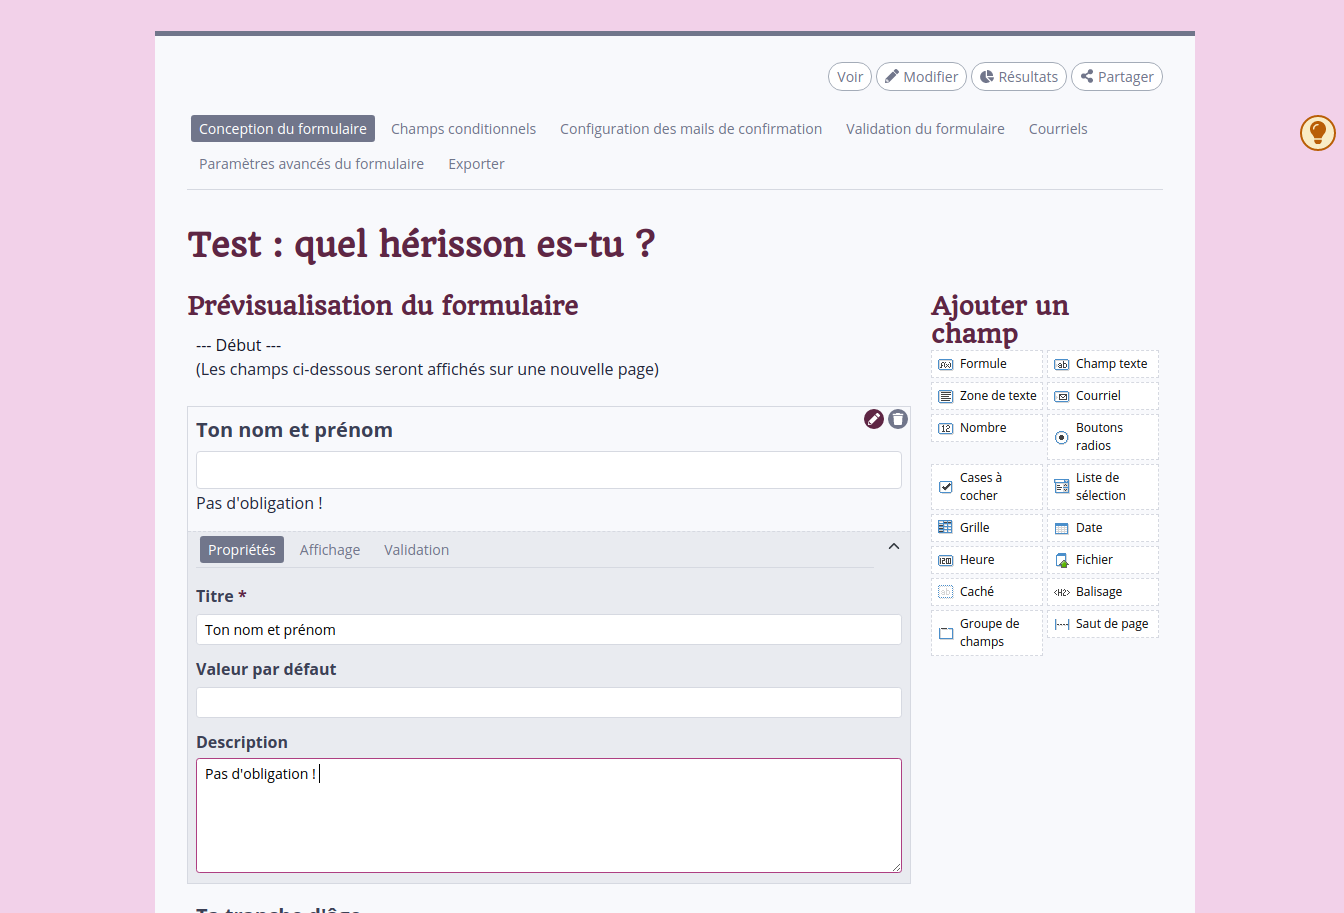 Voir Modifier Résultats Partager
Conception du formulaire Champs conditionnels Configuration des mails de confirmation Validation du formulaire Courriels
Paramètres avancés du formulaire Exporter
Test : quel hérisson es-tu ?
Prévisualisation du formulaire
--- Début ---
(Les champs ci-dessous seront affichés sur une nouvelle page)
Ton nom et prénom
Pas d'obligation !
Propriétés Affichage Validation
Titre *
Ton nom et prénom
Valeur par défaut
Description
Pas d'obligation !
Ta tranche d'âge
Ajouter un
champ
Formule Champ texte
Zone de texte Courriel
Nombre Boutons
radios
Cases à Liste de
cocher sélection
Grille Date
Heure Fichier
Caché Balisage
Groupe de Saut de page
champs